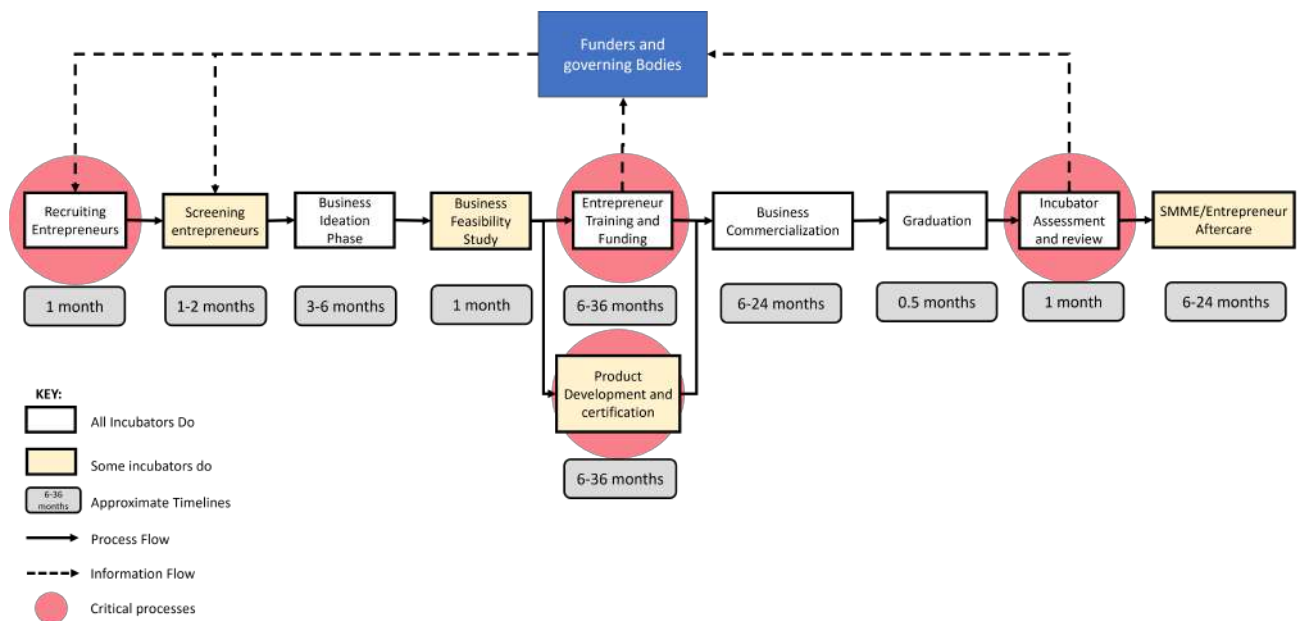 Funders and
governing Bodies
Recruiting
Entrepreneurs
Screening
entrepreneurs
Business
Ideation
Phase
Business
Feasibility
Study
Entrepreneur
Training and
Funding
Business
Commercialization
Graduation
Incubator
Assessment
and review
SMME/Entrepreneur
Aftercare
1 month
1-2 months
3-6 months
1 month
6-36 months
6-24 months
0.5 months
1 month
6-24 months
Product
Development and
certification
6-36 months
KEY:
All Incubators Do
Some incubators do
6-36
months
Approximate Timelines
Process Flow
Information Flow
Critical processes